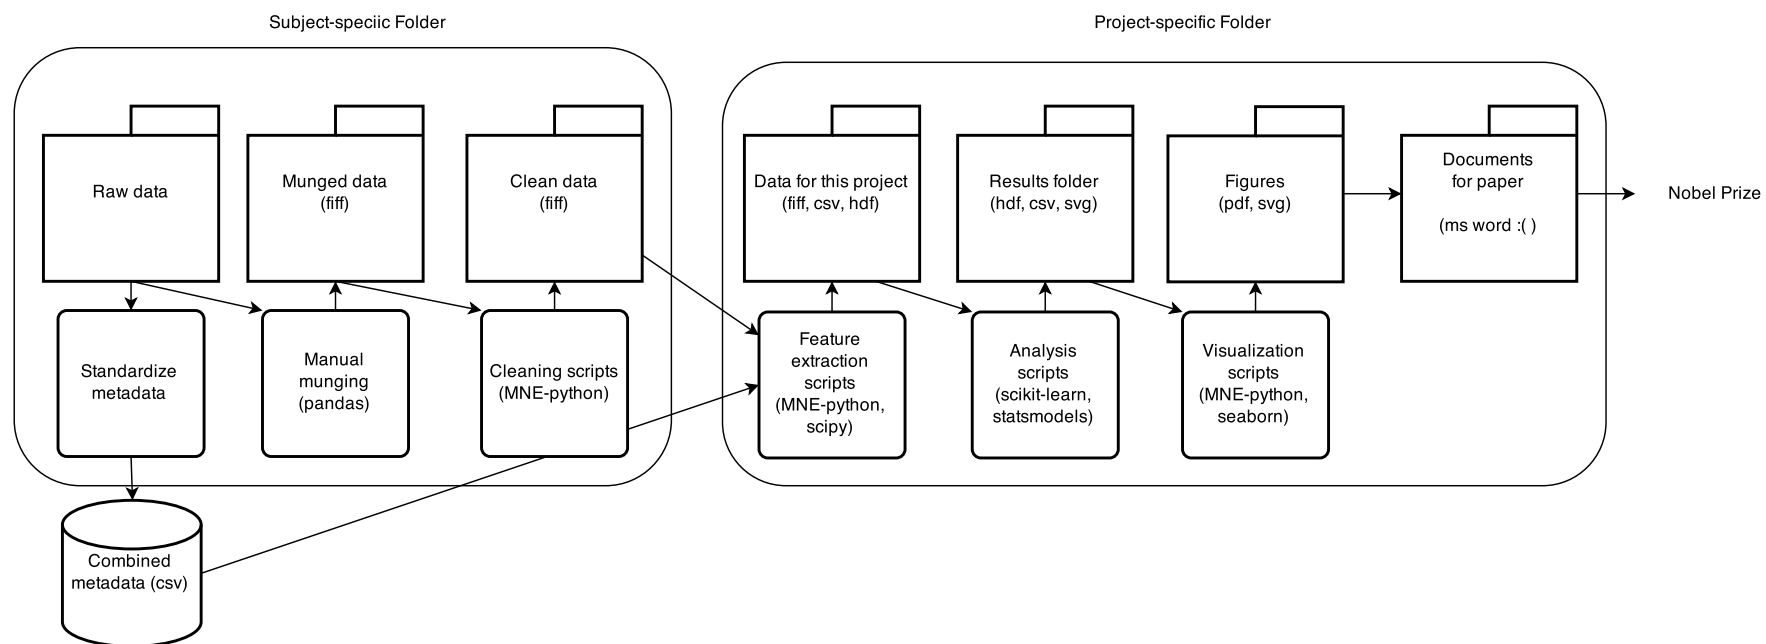 Subject-speciic Folder
Project-specific Folder
Raw data
Munged data
(fiff)
Clean data
(fiff)
Data for this project
(fiff, csv, hdf)
Results folder
(hdf, csv, svg)
Figures
(pdf, svg)
Documents
for paper
(ms word :( )
Nobel Prize
Standardize
metadata
Manual
munging
(pandas)
Cleaning scripts
(MNE-python)
Feature
extraction
scripts
(MNE-python,
scipy)
Analysis
scripts
(scikit-learn,
statsmodels)
Visualization
scripts
(MNE-python,
seaborn)
Combined
metadata (csv)